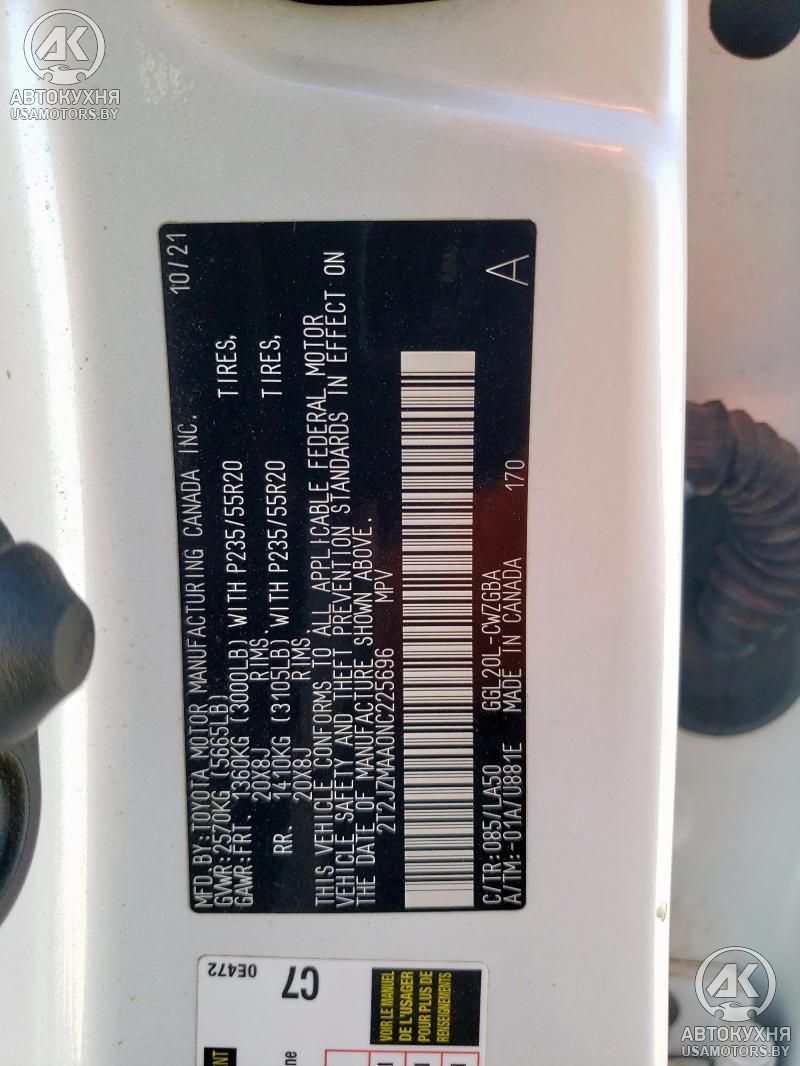 AK
АВТОКУХНЯ
USAMOTORS.BY
MFD. BY: TOYOTA MOTOR MANUFACTURING CANADA INC. 10/21
GVWR: 2570KG (5665LB)
GAWR: FRT. 1360KG (3000LB) WITH P235/55R20 TIRES,
20X8J RIMS.
RR. 1410KG (3105LB) WITH P235/55R20 TIRES,
20X8J RIMS.
THIS VEHICLE CONFORMS TO ALL APPLICABLE FEDERAL MOTOR
VEHICLE SAFETY AND THEFT PREVENTION STANDARDS IN EFFECT ON
THE DATE OF MANUFACTURE SHOWN ABOVE.
2T2JZMAA0NC225696 MPV
C/TR: 085/LA50 GGL20L-CWZGBA
A/TM: -01A/U881E MADE IN CANADA 170 A
0E472
C7
VOIR LE MANUEL
DE L'USAGER
POUR PLUS DE
RENSEIGNEMENTS
AK
АВТОКУХНЯ
USAMOTORS.BY